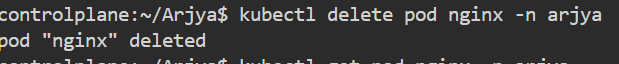 controlplane:~/Arjya$ kubectl delete pod nginx -n arjya
pod "nginx" deleted